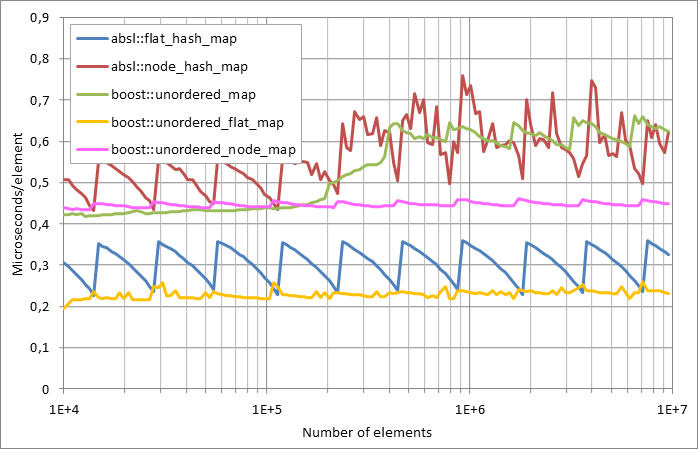 0,9
0,8
0,7
0,6
0,5
0,4
0,3
0,2
0,1
0
Microseconds/element
absl::flat_hash_map
absl::node_hash_map
boost::unordered_map
boost::unordered_flat_map
boost::unordered_node_map
1E+4 1E+5 1E+6 1E+7
Number of elements